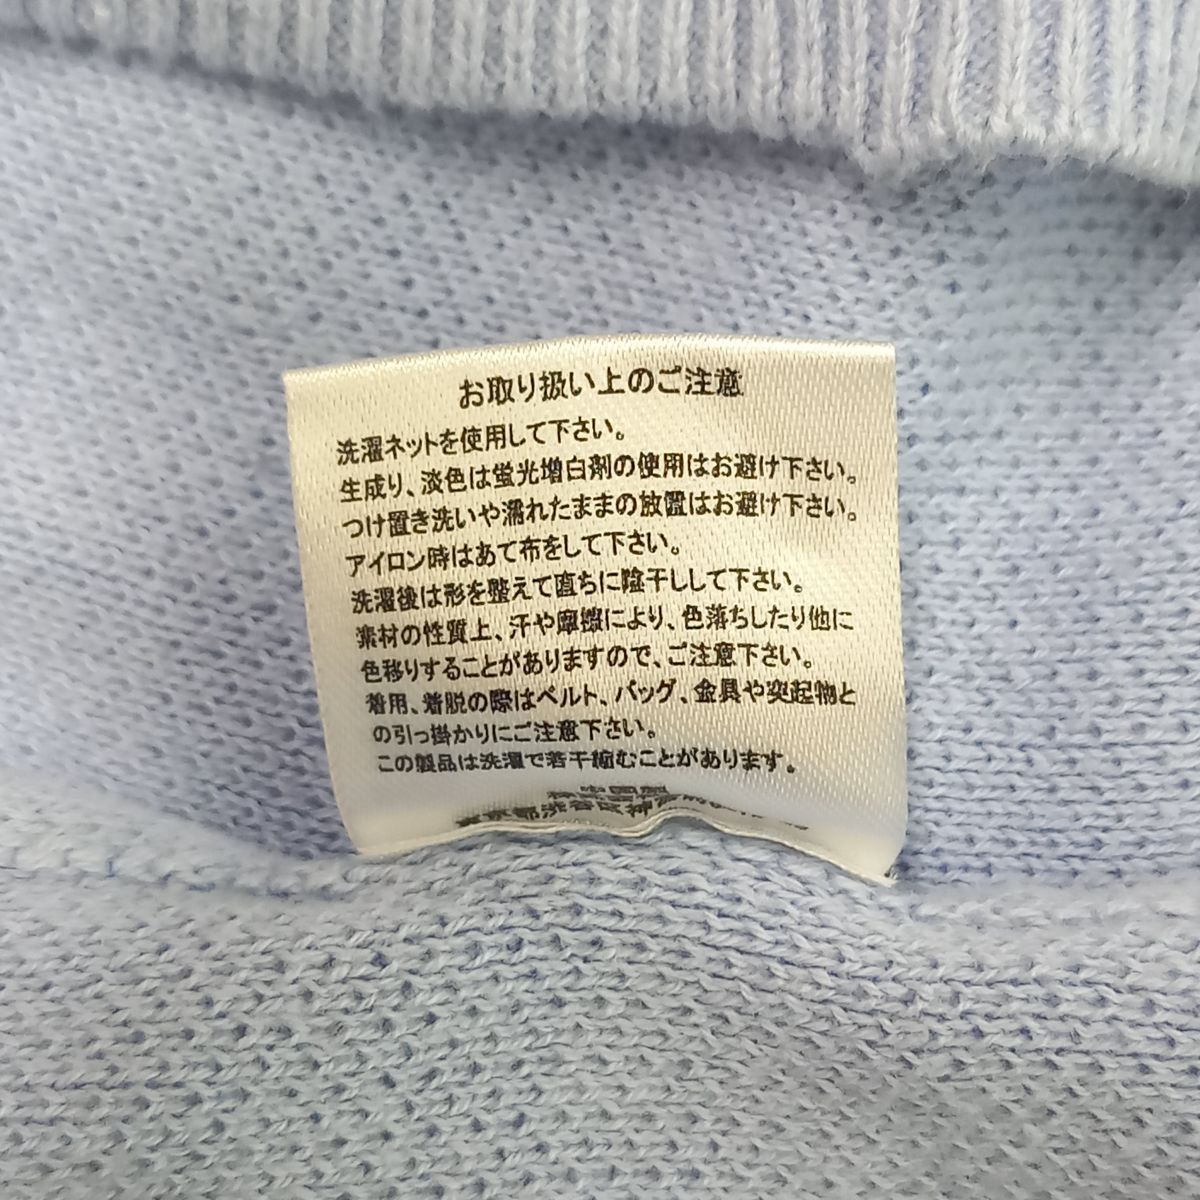 お取り扱い上のご注意
洗濯ネットを使用して下さい。
生成り、淡色は蛍光増白剤の使用はお避け下さい。
つけ置き洗いや濡れたままの放置はお避け下さい。
アイロン時はあて布をして下さい。
洗濯後は形を整えて直ちに陰干しして下さい。
素材の性質上、汗や摩擦により、色落ちしたり他に
色移りすることがありますので、ご注意下さい。
着用、着脱の際はベルト、バッグ、金具や突起物と
の引っ掛かりにご注意下さい。
この製品は洗濯で若干縮むことがあります。
東京都渋谷区神